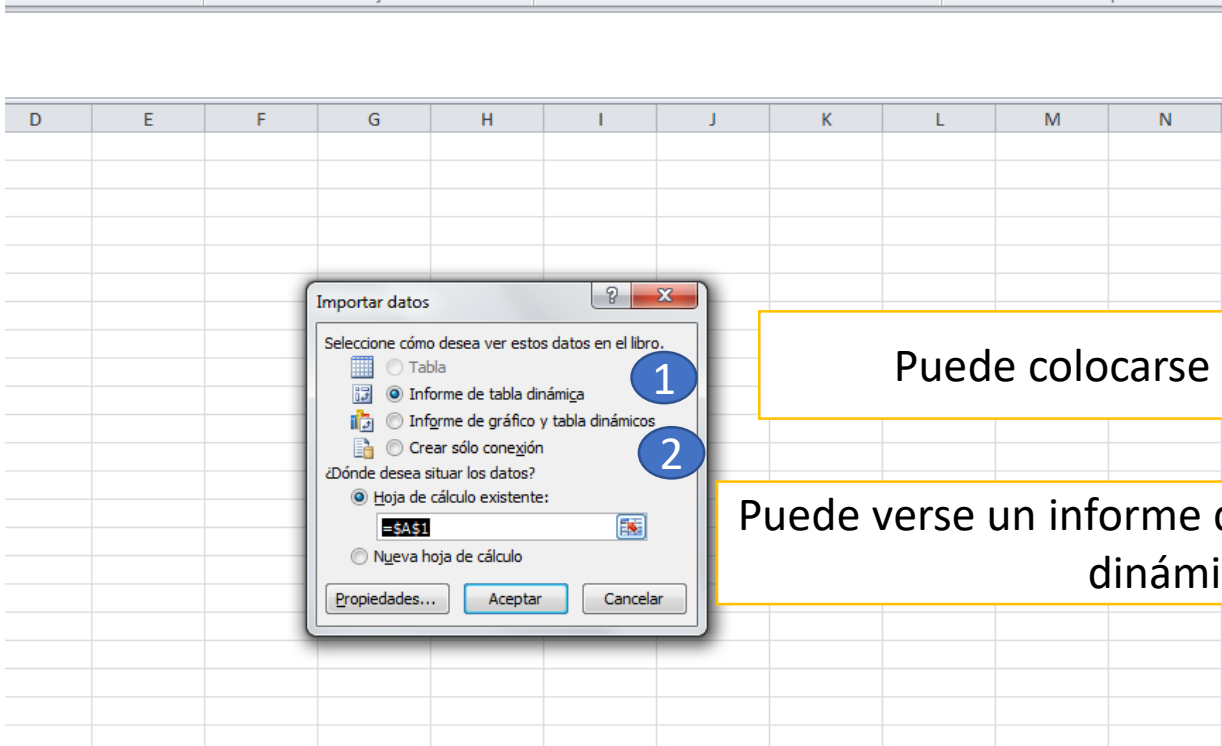 D E F G H I J K L M N
Importar datos
Seleccione cómo desea ver estos datos en el libro.
Tabla
1
Informe de tabla dinámica
Informe de gráfico y tabla dinámicos
Crear sólo conexión
2
¿Dónde desea situar los datos?
Hoja de cálculo existente:
=$A$1
Nueva hoja de cálculo
Propiedades... Aceptar Cancelar
Puede colocarse
Puede verse un informe
dinámi